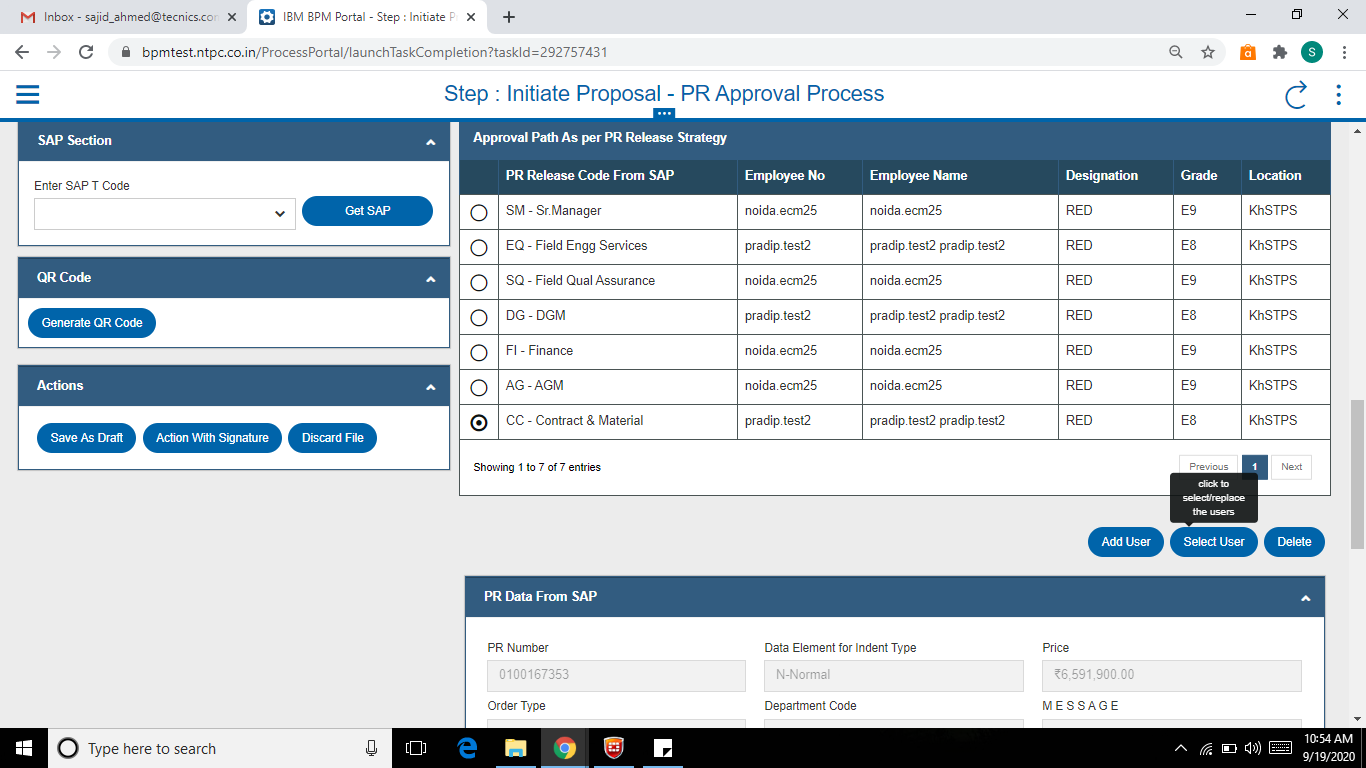 Inbox - sajid_ahmed@tecnics.con
IBM BPM Portal - Step : Initiate P
bpmtest.ntpc.co.in/ProcessPortal/launchTaskCompletion?taskId=292757431
S
Step : Initiate Proposal - PR Approval Process
SAP Section
Enter SAP T Code
Get SAP
QR Code
Generate QR Code
Actions
Save As Draft Action With Signature Discard File
Approval Path As per PR Release Strategy
PR Release Code From SAP Employee No Employee Name Designation Grade Location
SM - Sr.Manager noida.ecm25 noida.ecm25 RED E9 KhSTPS
EQ - Field Engg Services pradip.test2 pradip.test2 pradip.test2 RED E8 KhSTPS
SQ - Field Qual Assurance noida.ecm25 noida.ecm25 RED E9 KhSTPS
DG - DGM pradip.test2 pradip.test2 pradip.test2 RED E8 KhSTPS
FI - Finance noida.ecm25 noida.ecm25 RED E9 KhSTPS
AG - AGM noida.ecm25 noida.ecm25 RED E9 KhSTPS
CC - Contract & Material pradip.test2 pradip.test2 pradip.test2 RED E8 KhSTPS
Showing 1 to 7 of 7 entries
Previous 1 Next
click to
select/replace
the users
Add User Select User Delete
PR Data From SAP
PR Number Data Element for Indent Type Price
0100167353 N-Normal ₹6,591,900.00
Order Type Department Code M E S S A G E
Type here to search
10:54 AM
9/19/2020